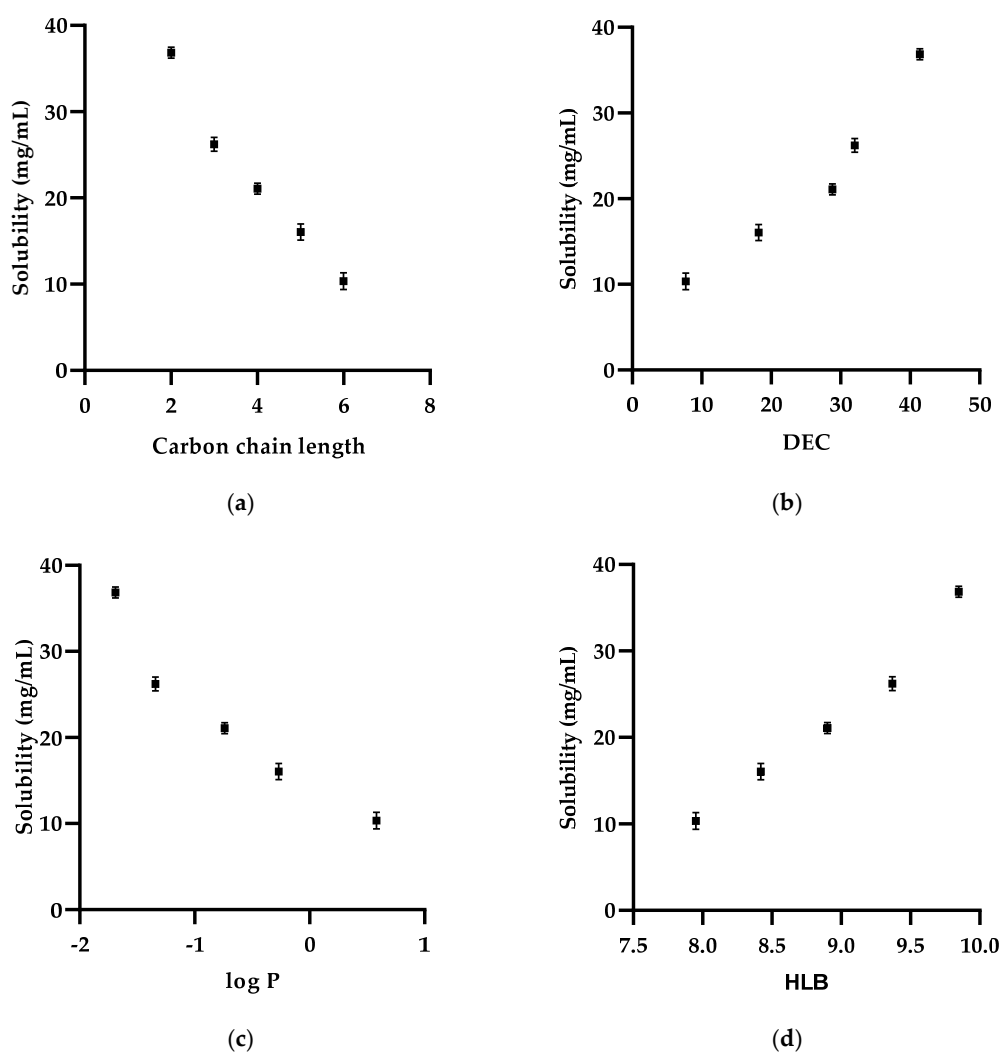 40
30
20
10
0
Solubility (mg/mL)
0 2 4 6 8
Carbon chain length
(a)
40
30
20
10
0
Solubility (mg/mL)
0 10 20 30 40 50
DEC
(b)
40
30
20
10
0
Solubility (mg/mL)
-2 -1 0 1
log P
(c)
40
30
20
10
0
Solubility (mg/mL)
7.5 8.0 8.5 9.0 9.5 10.0
HLB
(d)